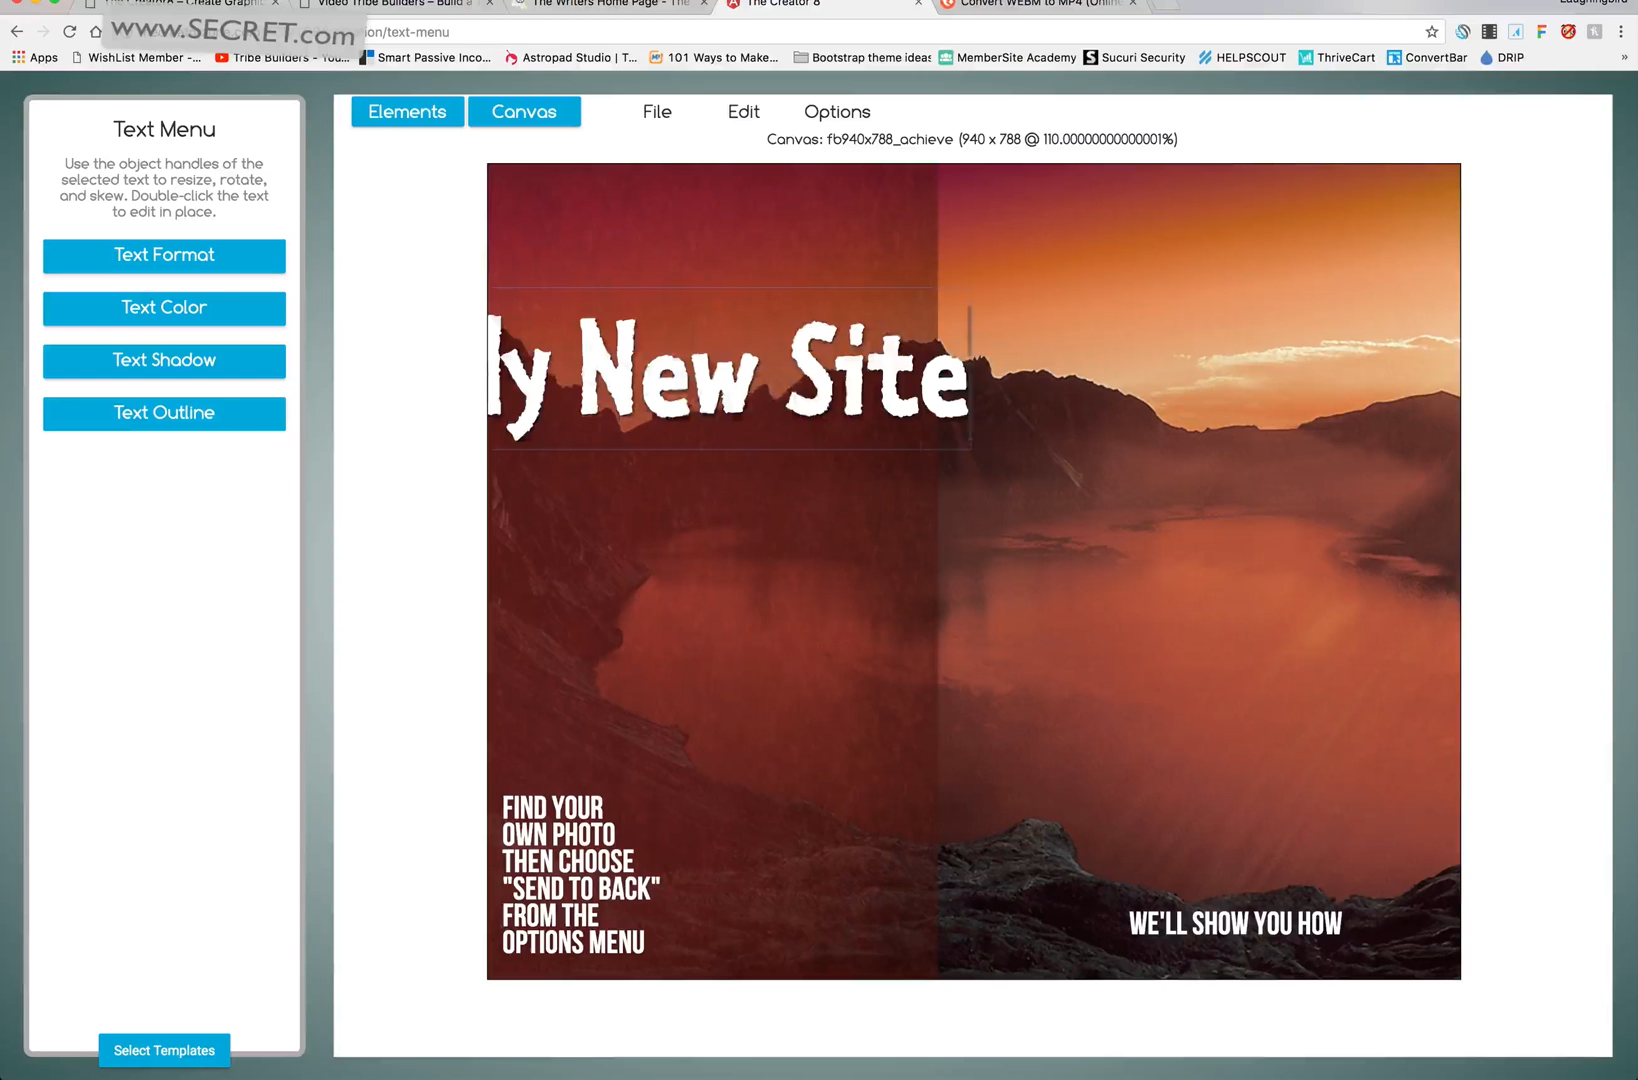 Video Tribe Builders – Build a
The Writers Home Page - The
The Creator 8
Convert WEBM to MP4 (Online
www.SECRET.com
ion/text-menu
Apps
WishList Member -...
Tribe Builders - You...
Smart Passive Inco...
Astropad Studio | T...
101 Ways to Make...
Bootstrap theme ideas
MemberSite Academy
Sucuri Security
HELPSCOUT
ThriveCart
ConvertBar
DRIP
»
Text Menu
Use the object handles of the
selected text to resize, rotate,
and skew. Double-click the text
to edit in place.
Text Format
Text Color
Text Shadow
Text Outline
Select Templates
Elements
Canvas
File
Edit
Options
Canvas: fb940x788_achieve (940 x 788 @ 110.00000000000001%)
ly New Site
FIND YOUR
OWN PHOTO
THEN CHOOSE
"SEND TO BACK"
FROM THE
OPTIONS MENU
WE'LL SHOW YOU HOW